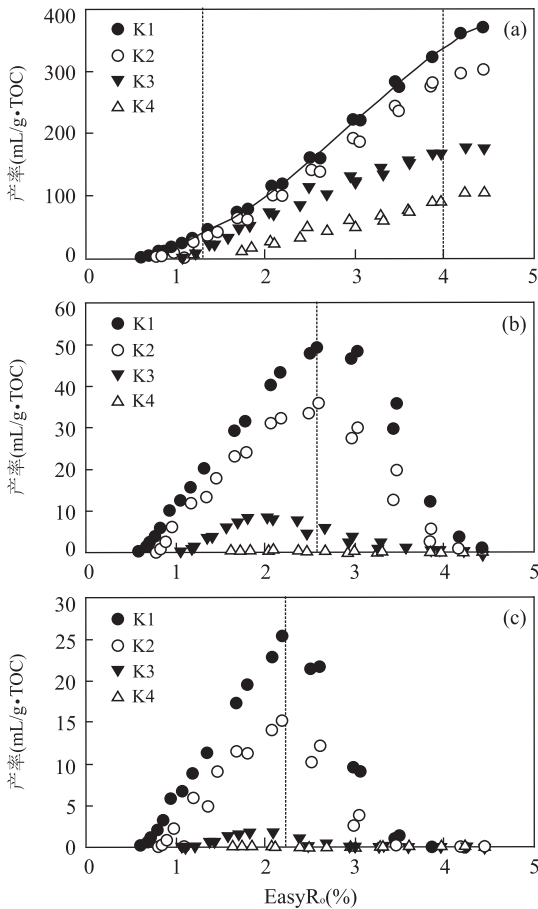 400
300
200
100
0
产率(mL/g•TOC)
K1
K2
K3
K4
(a)
0 1 2 3 4 5
60
50
40
30
20
10
0
产率(mL/g•TOC)
K1
K2
K3
K4
(b)
0 1 2 3 4 5
30
25
20
15
10
5
0
产率(mL/g•TOC)
K1
K2
K3
K4
(c)
0 1 2 3 4 5
EasyRₒ(%)